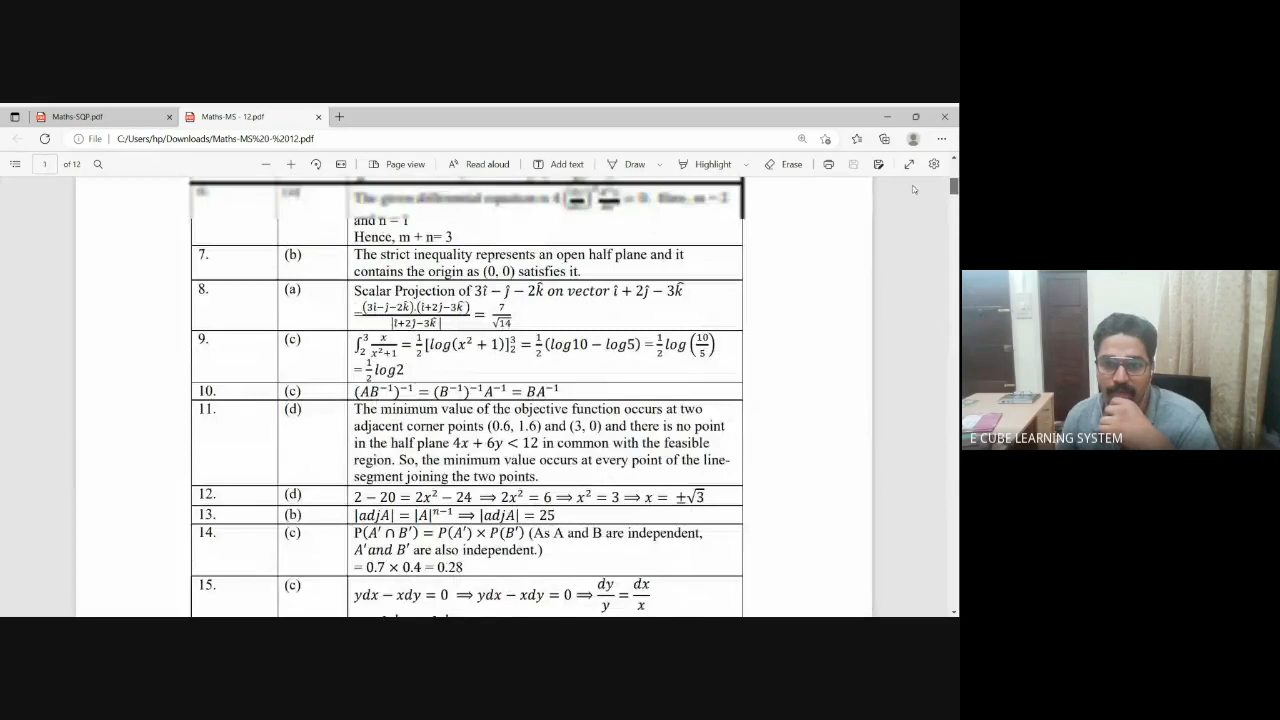 Maths-SQP.pdf
Maths-MS - 12.pdf
File
C:/Users/hp/Downloads/Maths-MS%20-%2012.pdf
1 of 12
Page view
Read aloud
Add text
Draw
Highlight
Erase
The given differential equation is
and n = 1
Hence, m + n= 3
7. (b) The strict inequality represents an open half plane and it
contains the origin as (0, 0) satisfies it.
8. (a) Scalar Projection of 3î − ĵ − 2k̂ on vector î + 2ĵ − 3k̂
=(3î−ĵ−2k̂).(î+2ĵ−3k̂)/|î+2ĵ−3k̂| = 7/√14
9. (c) ∫₂³ x/(x²+1) = 1/2 [log(x² + 1)]₂³ = 1/2 (log10 − log5) = 1/2 log (10/5)
= 1/2 log2
10. (c) (AB⁻¹)⁻¹ = (B⁻¹)⁻¹A⁻¹ = BA⁻¹
11. (d) The minimum value of the objective function occurs at two
adjacent corner points (0.6, 1.6) and (3, 0) and there is no point
in the half plane 4x + 6y < 12 in common with the feasible
region. So, the minimum value occurs at every point of the line-
segment joining the two points.
12. (d) 2 − 20 = 2x² − 24 ⟹ 2x² = 6 ⟹ x² = 3 ⟹ x = ±√3
13. (b) |adjA| = |A|ⁿ⁻¹ ⟹ |adjA| = 25
14. (c) P(A′ ∩ B′) = P(A′) × P(B′) (As A and B are independent,
A′and B′ are also independent.)
= 0.7 × 0.4 = 0.28
15. (c) ydx − xdy = 0 ⟹ ydx − xdy = 0 ⟹ dy/y = dx/x
E CUBE LEARNING SYSTEM